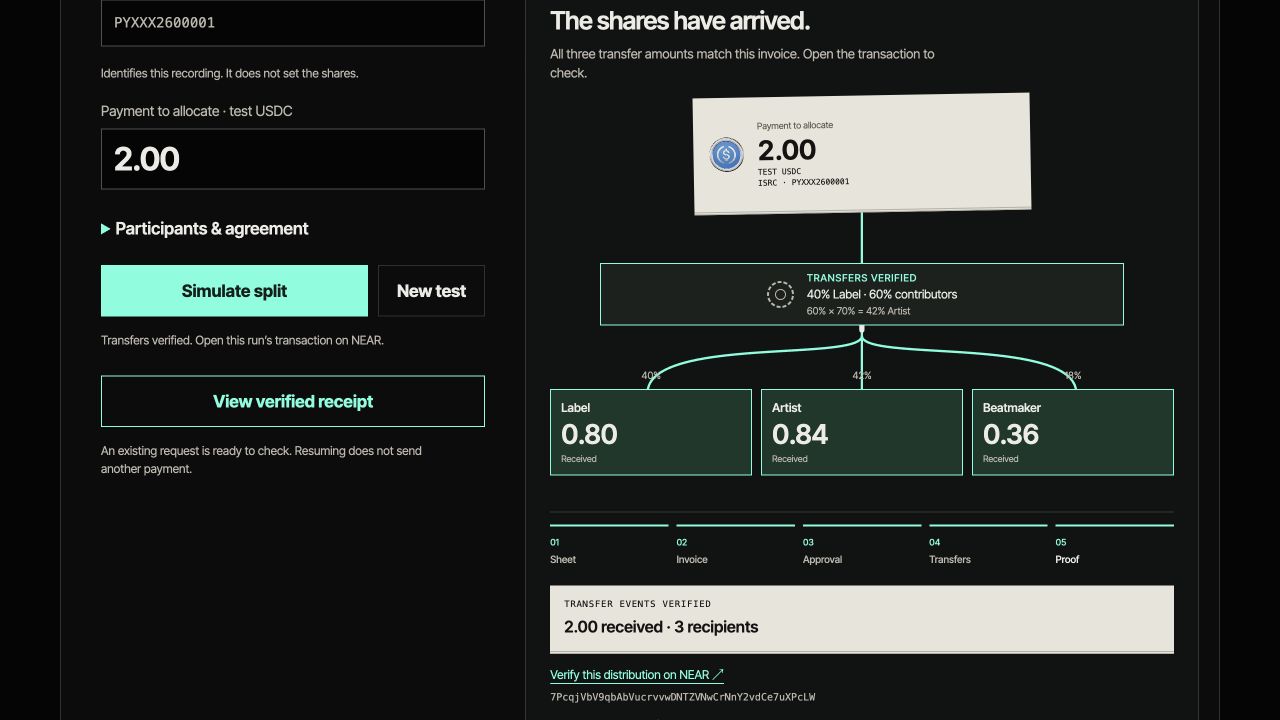 PYXXX2600001
Identifies this recording. It does not set the shares.
Payment to allocate · test USDC
2.00
Participants & agreement
Simulate split
New test
Transfers verified. Open this run's transaction on NEAR.
View verified receipt
An existing request is ready to check. Resuming does not send
another payment.
The shares have arrived.
All three transfer amounts match this invoice. Open the transaction to
check.
Payment to allocate
2.00
TEST USDC
ISRC · PYXXX2600001
TRANSFERS VERIFIED
40% Label · 60% contributors
60% × 70% = 42% Artist
40%
42%
18%
Label
0.80
Received
Artist
0.84
Received
Beatmaker
0.36
Received
01
Sheet
02
Invoice
03
Approval
04
Transfers
05
Proof
TRANSFER EVENTS VERIFIED
2.00 received · 3 recipients
Verify this distribution on NEAR ↗
7PcqjVbV9qbAbVucrvvwDNTZVNwCrNnY2vdCe7uXPcLW